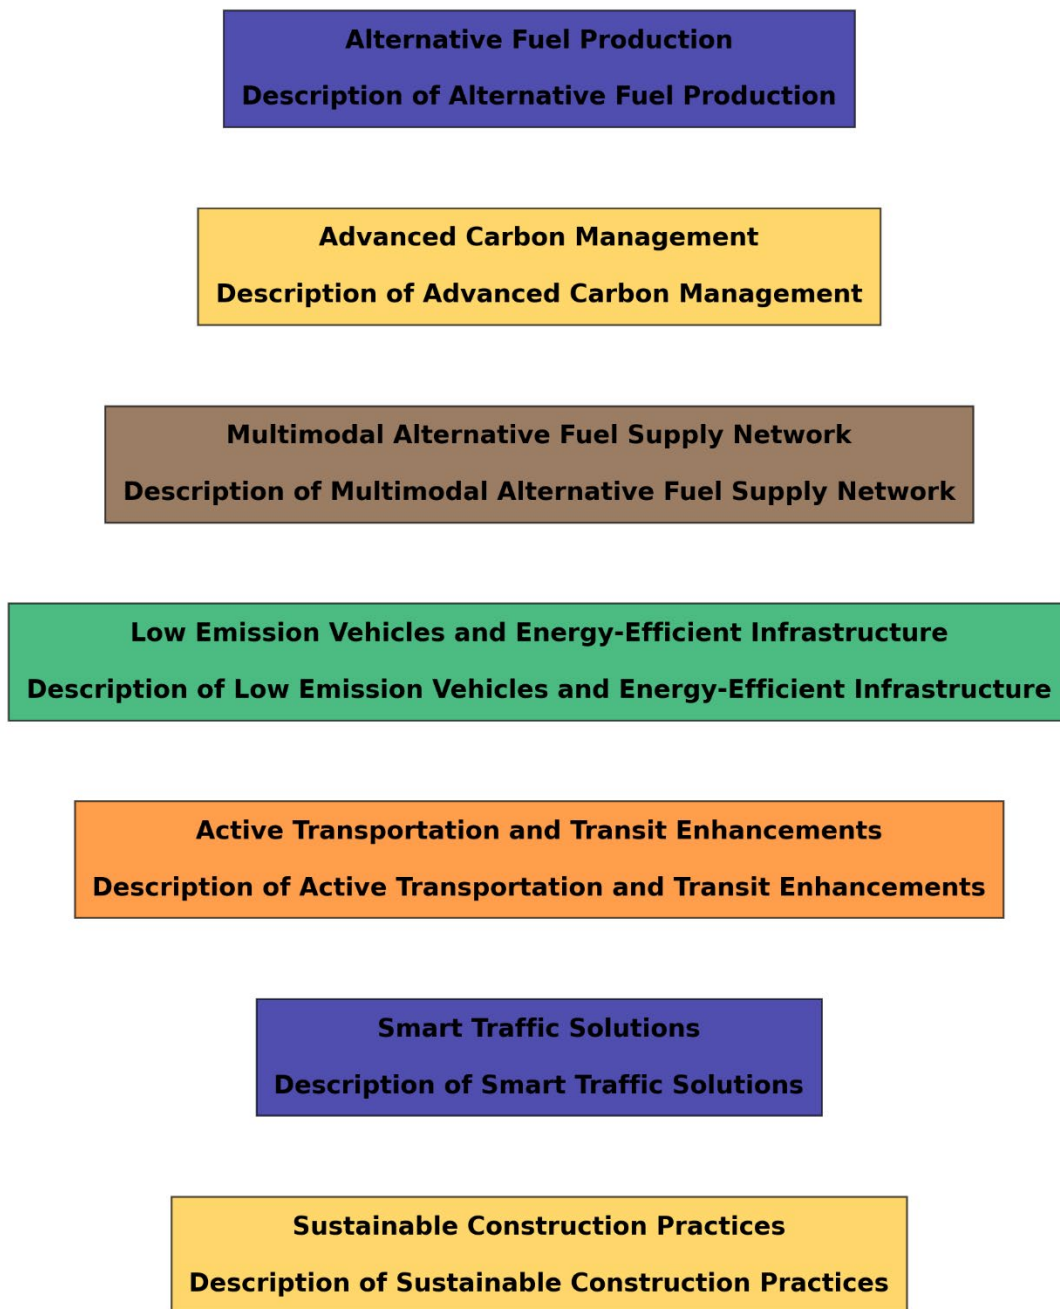 Alternative Fuel Production
Description of Alternative Fuel Production
Advanced Carbon Management
Description of Advanced Carbon Management
Multimodal Alternative Fuel Supply Network
Description of Multimodal Alternative Fuel Supply Network
Low Emission Vehicles and Energy-Efficient Infrastructure
Description of Low Emission Vehicles and Energy-Efficient Infrastructure
Active Transportation and Transit Enhancements
Description of Active Transportation and Transit Enhancements
Smart Traffic Solutions
Description of Smart Traffic Solutions
Sustainable Construction Practices
Description of Sustainable Construction Practices